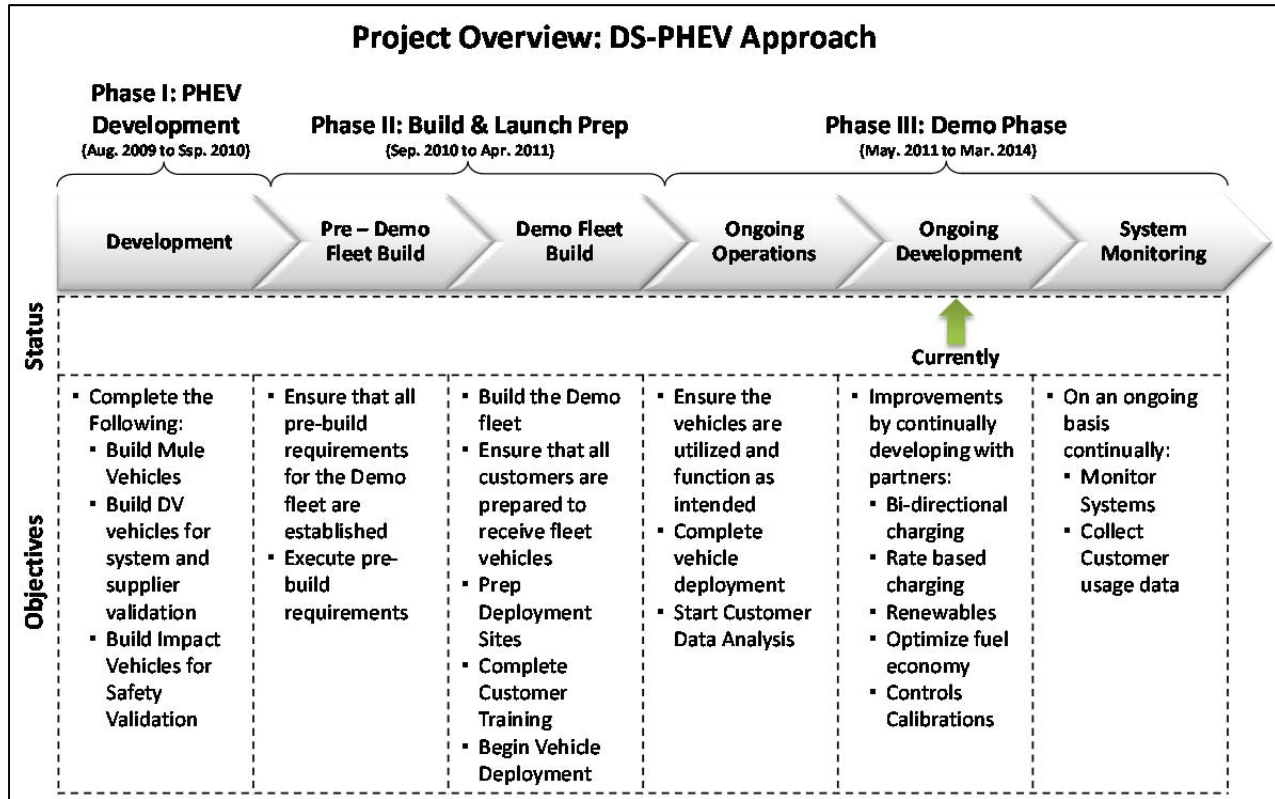 Project Overview: DS-PHEV Approach
Phase I: PHEV
Development
{Aug. 2009 to Ssp. 2010}
Phase II: Build & Launch Prep
{Sep. 2010 to Apr. 2011}
Phase III: Demo Phase
{May. 2011 to Mar. 2014}
Development
Pre – Demo
Fleet Build
Demo Fleet
Build
Ongoing
Operations
Ongoing
Development
System
Monitoring
Status
Currently
Objectives
▪ Complete the
Following:
▪ Build Mule
Vehicles
▪ Build DV
vehicles for
system and
supplier
validation
▪ Build Impact
Vehicles for
Safety
Validation
▪ Ensure that all
pre-build
requirements
for the Demo
fleet are
established
▪ Execute pre-
build
requirements
▪ Build the Demo
fleet
▪ Ensure that all
customers are
prepared to
receive fleet
vehicles
▪ Prep
Deployment
Sites
▪ Complete
Customer
Training
▪ Begin Vehicle
Deployment
▪ Ensure the
vehicles are
utilized and
function as
intended
▪ Complete
vehicle
deployment
▪ Start Customer
Data Analysis
▪ Improvements
by continually
developing with
partners:
▪ Bi-directional
charging
▪ Rate based
charging
▪ Renewables
▪ Optimize fuel
economy
▪ Controls
Calibrations
▪ On an ongoing
basis
continually:
▪ Monitor
Systems
▪ Collect
Customer
usage data